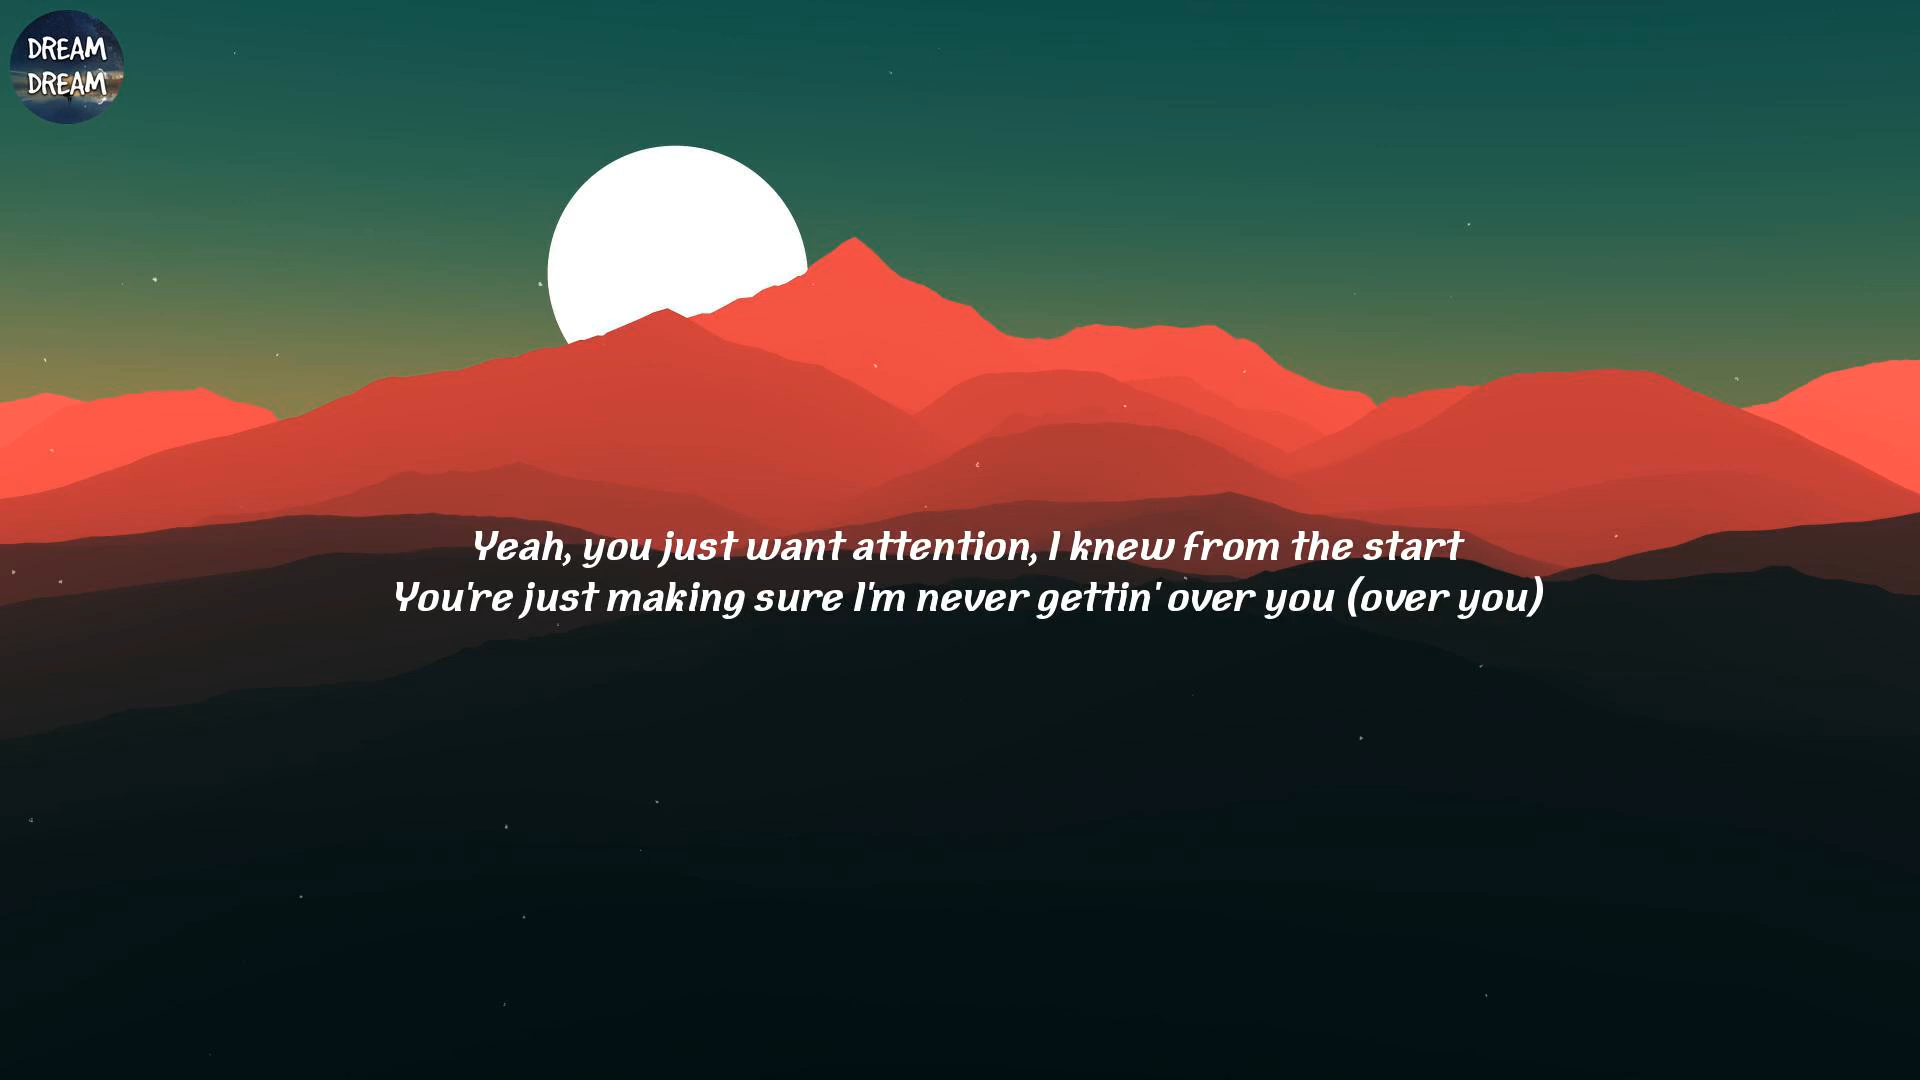 DREAM
DREAM
Yeah, you just want attention, I knew from the start
You're just making sure I'm never gettin' over you (over you)